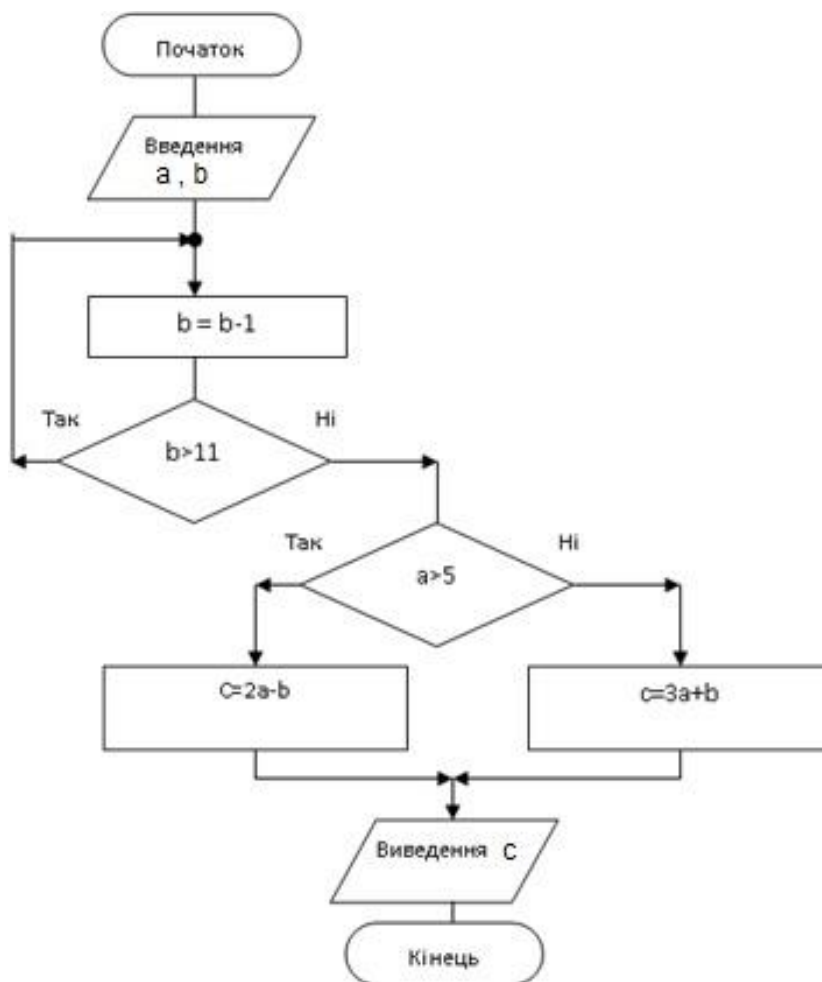 Початок
Введення
a , b
b = b-1
Так
Ні
b>11
Так
Ні
a>5
C=2a-b
c=3a+b
Виведення C
Кінець